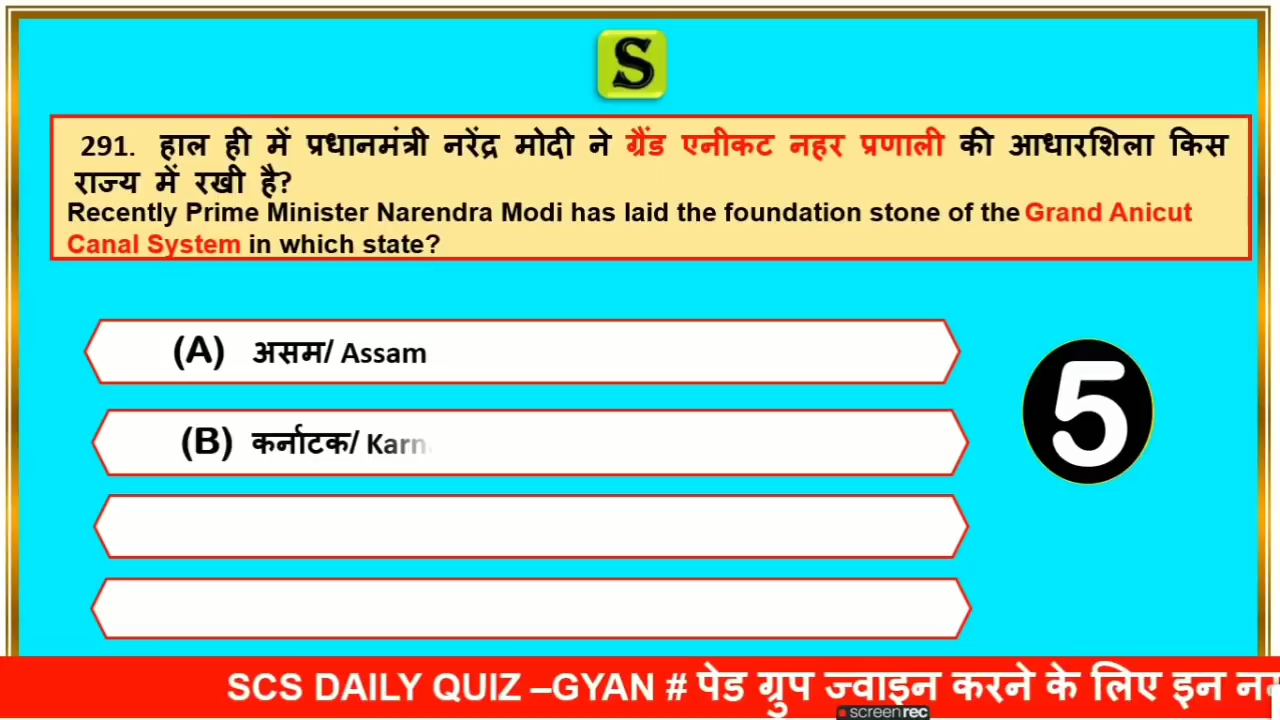 S
291. हाल ही में प्रधानमंत्री नरेंद्र मोदी ने ग्रैंड एनीकट नहर प्रणाली की आधारशिला किस
राज्य में रखी है?
Recently Prime Minister Narendra Modi has laid the foundation stone of the Grand Anicut
Canal System in which state?
(A) असम/ Assam
(B) कर्नाटक/ Karn
5
SCS DAILY QUIZ –GYAN # पेड ग्रुप ज्वाइन करने के लिए इन
screenrec